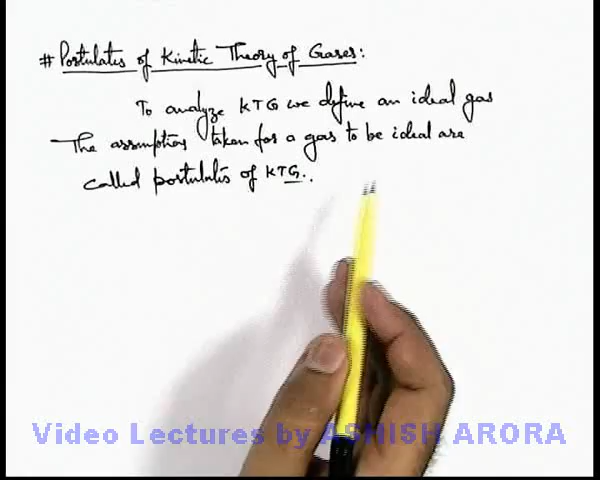 # Postulates of Kinetic Theory of Gases:
To analyze KTG we define an ideal gas
The assumptions taken for a gas to be ideal are
called postulates of KTG..
Video Lectures by ASHISH ARORA